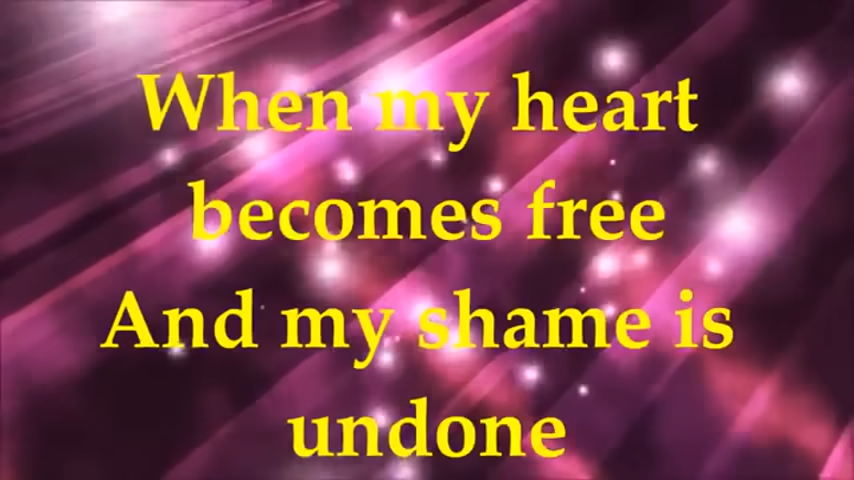 When my heart
becomes free
And my shame is
undone